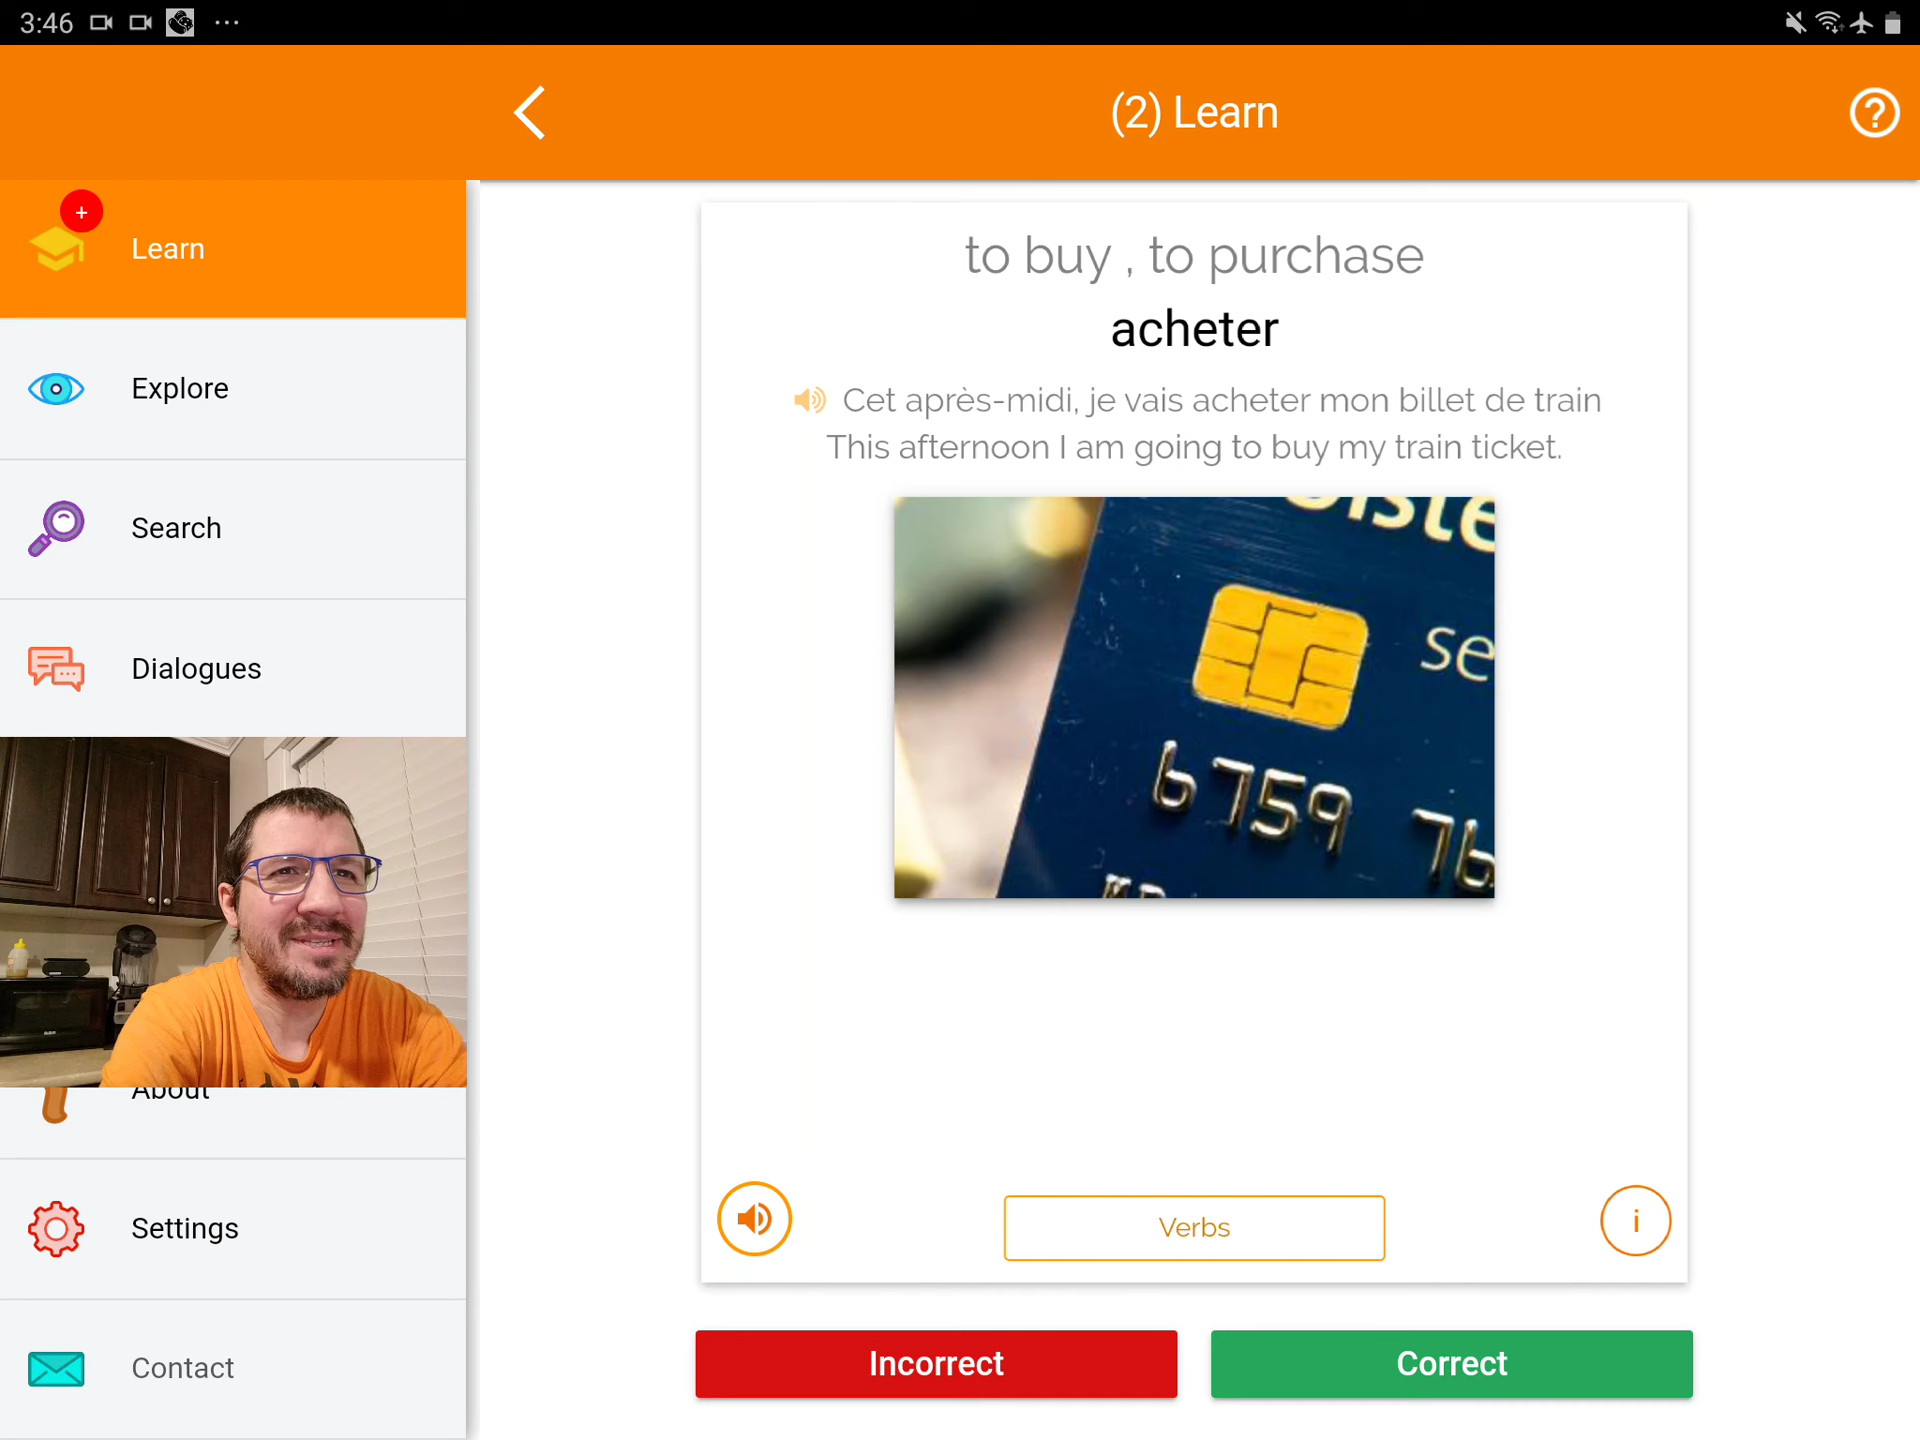 3:46
(2) Learn
?
+
Learn
Explore
Search
Dialogues
About
Settings
Contact
to buy , to purchase
acheter
Cet après-midi, je vais acheter mon billet de train
This afternoon I am going to buy my train ticket.
se
6759 76
Verbs
i
Incorrect
Correct